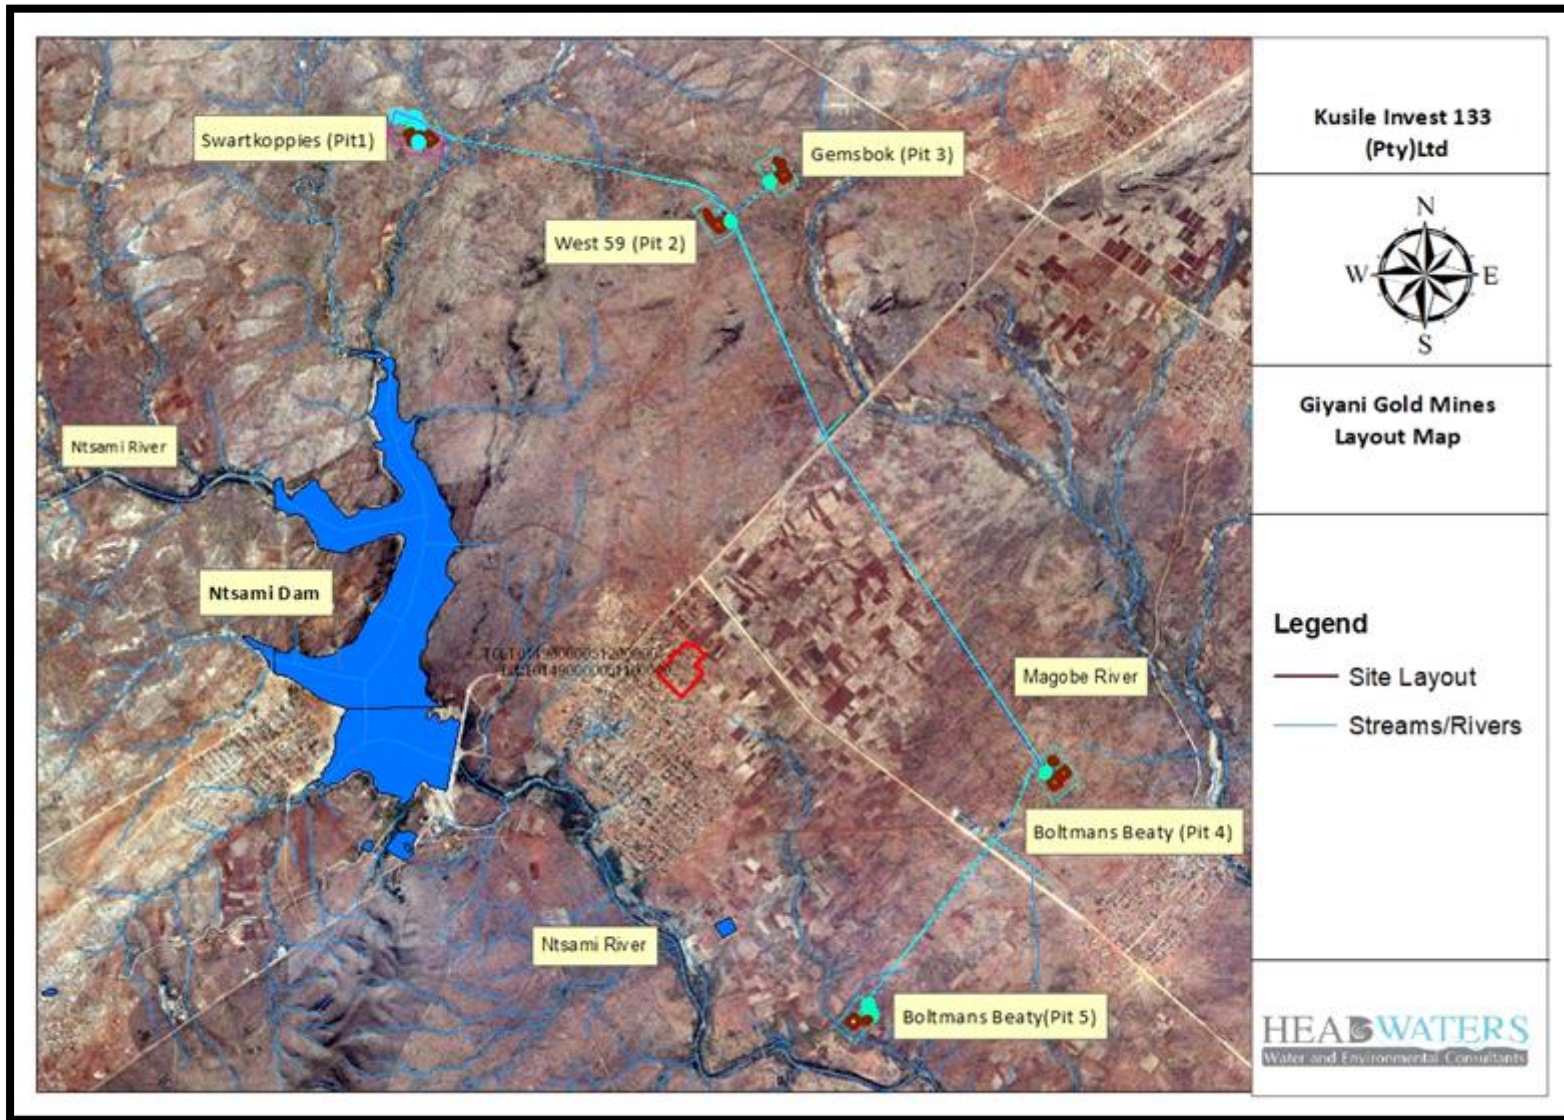 Swartkoppies (Pit1)
Gemsbok (Pit 3)
West 59 (Pit 2)
Ntsami River
Ntsami Dam
Magobe River
Boltmans Beaty (Pit 4)
Ntsami River
Boltmans Beaty(Pit 5)
Kusile Invest 133
(Pty)Ltd
N
W
E
S
Giyani Gold Mines
Layout Map
Legend
Site Layout
Streams/Rivers
HEADWATERS
Water and Environmental Consultants